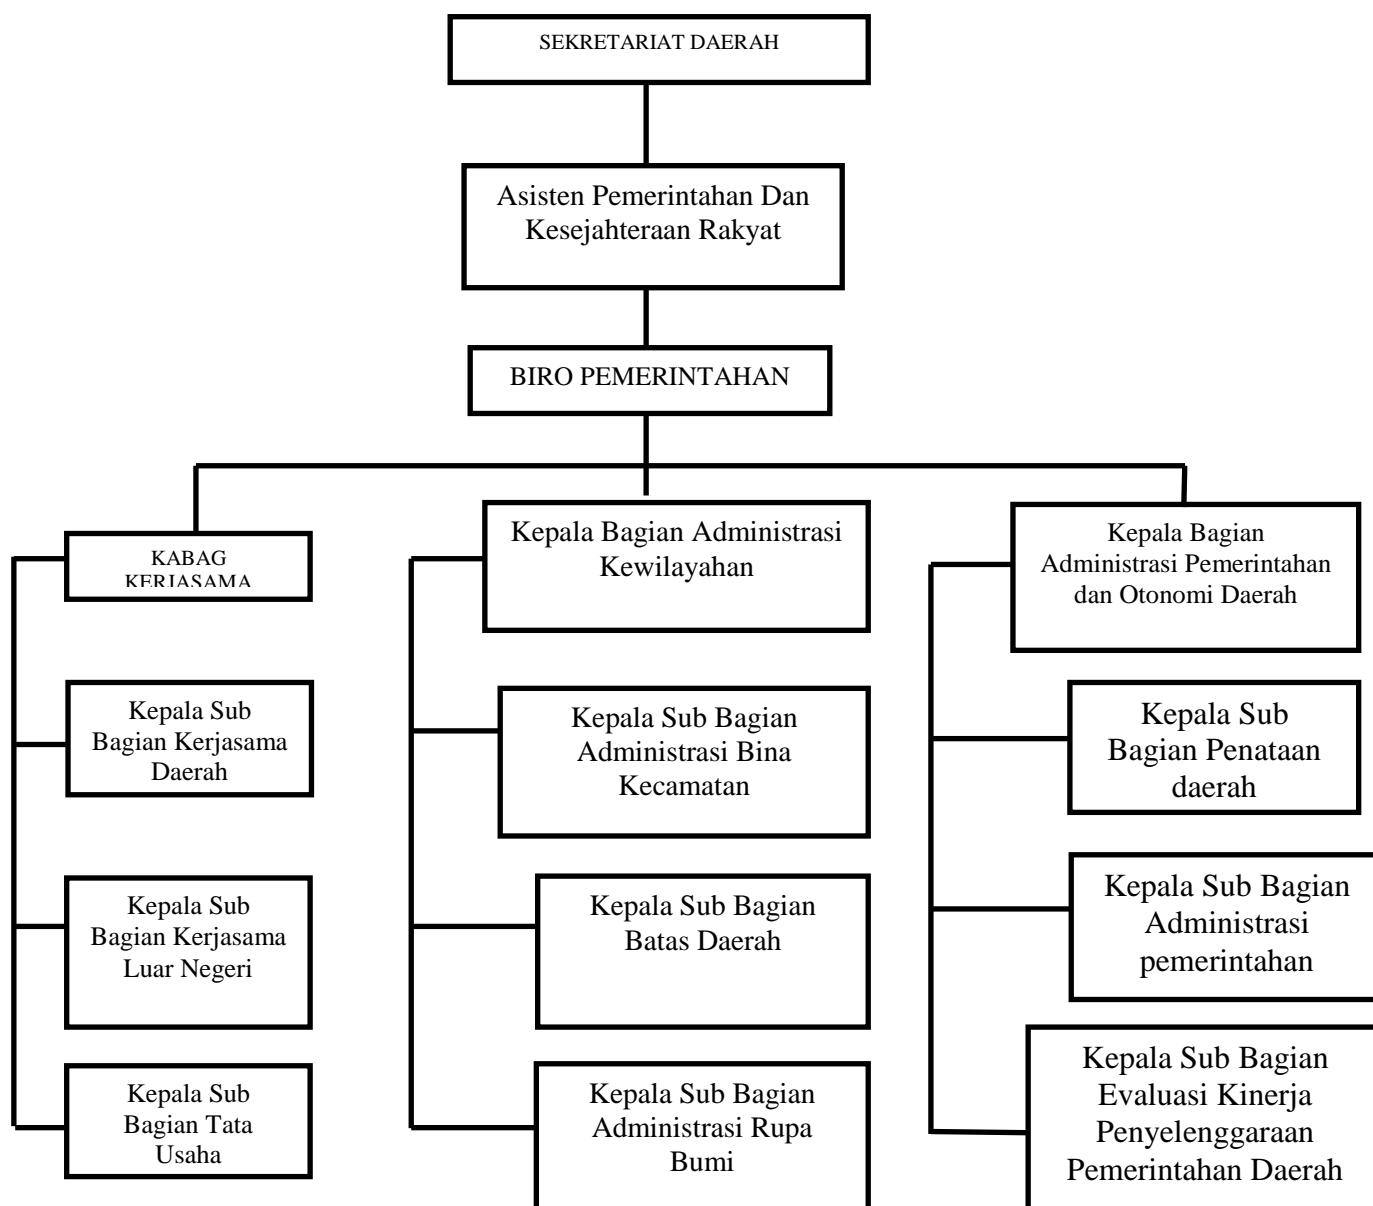 SEKRETARIAT DAERAH
Asisten Pemerintahan Dan
Kesejahteraan Rakyat
BIRO PEMERINTAHAN
KABAG
KERJASAMA
Kepala Sub
Bagian Kerjasama
Daerah
Kepala Sub
Bagian Kerjasama
Luar Negeri
Kepala Sub
Bagian Tata
Usaha
Kepala Bagian Administrasi
Kewilayahan
Kepala Sub Bagian
Administrasi Bina
Kecamatan
Kepala Sub Bagian
Batas Daerah
Kepala Sub Bagian
Administrasi Rupa
Bumi
Kepala Bagian
Administrasi Pemerintahan
dan Otonomi Daerah
Kepala Sub
Bagian Penataan
daerah
Kepala Sub Bagian
Administrasi
pemerintahan
Kepala Sub Bagian
Evaluasi Kinerja
Penyelenggaraan
Pemerintahan Daerah